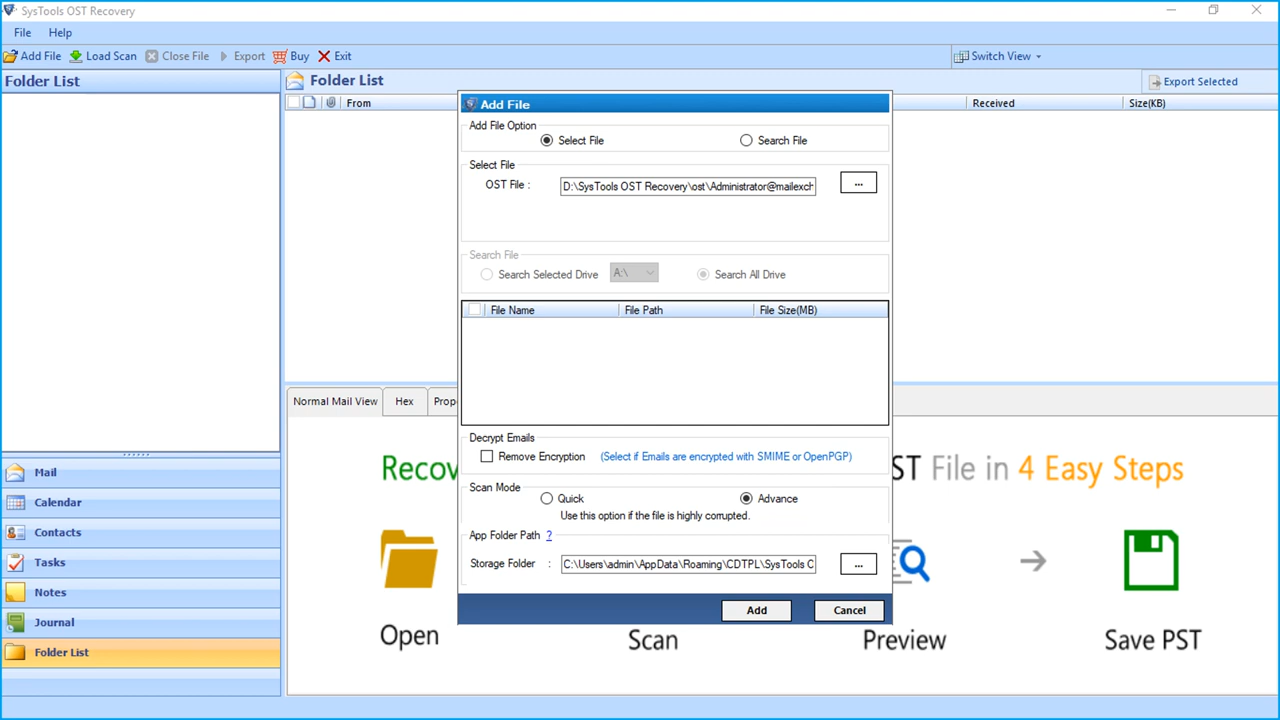 SysTools OST Recovery
File Help
Add File Load Scan Close File Export Buy Exit Switch View
Folder List
Folder List Export Selected
From Received Size(KB)
Add File
Add File Option
Select File Search File
Select File
OST File : D:\SysTools OST Recovery\ost\Administrator@mailexch ...
Search File
Search Selected Drive A:\ Search All Drive
File Name File Path File Size(MB)
Normal Mail View Hex Prop
Decrypt Emails
Remove Encryption (Select if Emails are encrypted with SMIME or OpenPGP)
Recov ST File in 4 Easy Steps
Scan Mode
Quick Advance
Use this option if the file is highly corrupted.
App Folder Path ?
Storage Folder : C:\Users\admin\AppData\Roaming\CDTPL\SysTools O ...
Add Cancel
Open Scan Preview Save PST
Mail
Calendar
Contacts
Tasks
Notes
Journal
Folder List